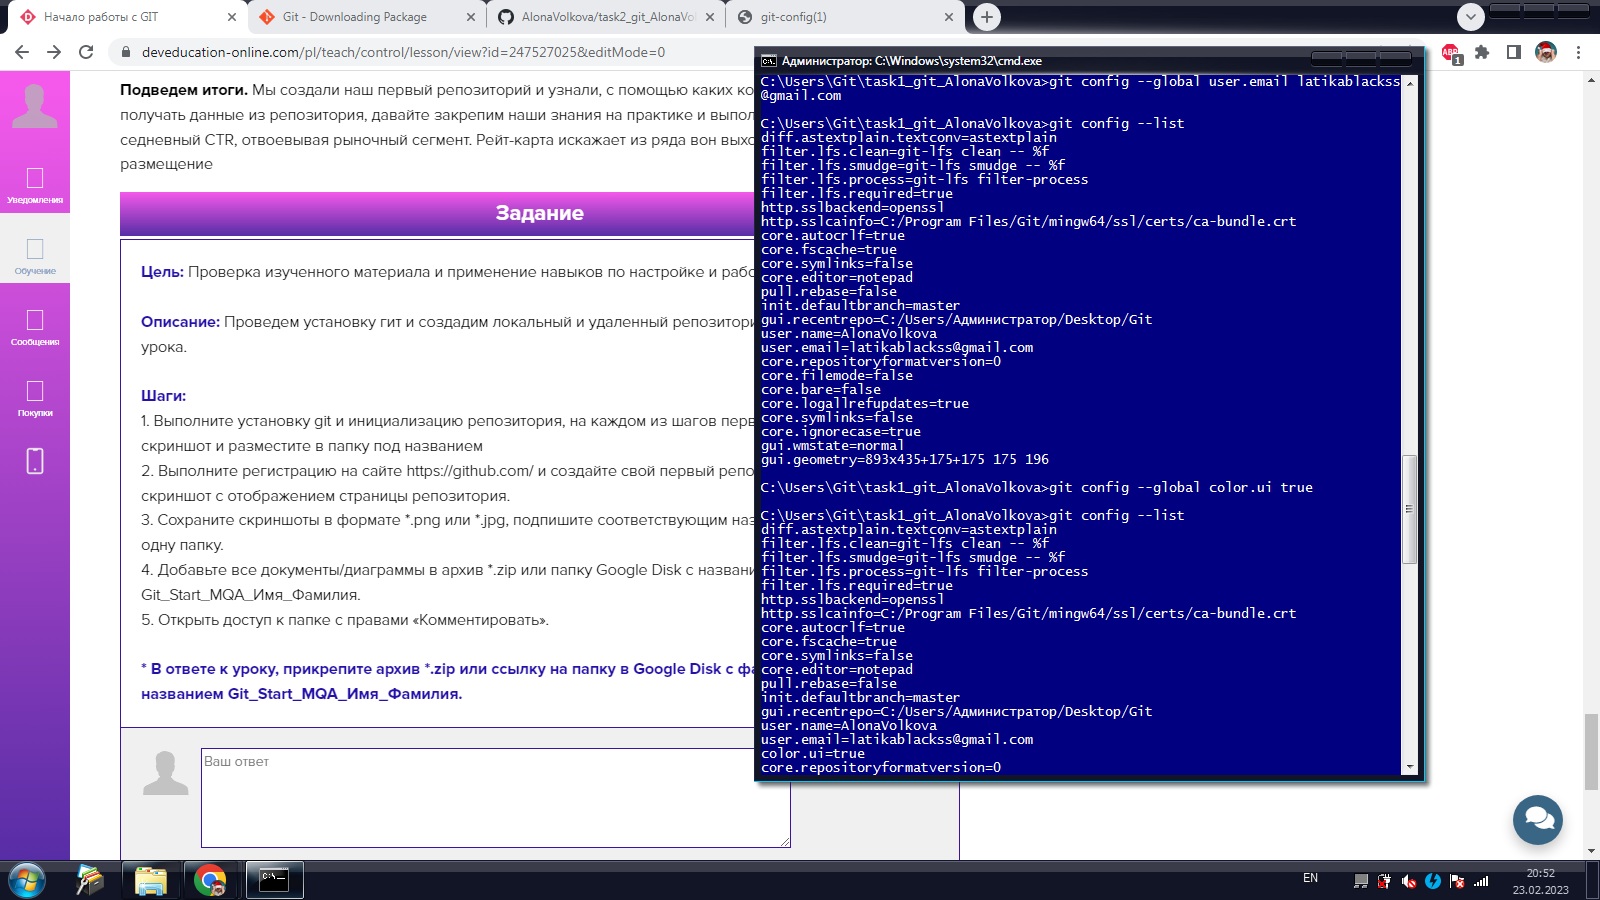 Начало работы с GIT
Git - Downloading Package
AlonaVolkova/task2_git_AlonaVol
git-config(1)
deveducation-online.com/pl/teach/control/lesson/view?id=247527025&editMode=0
ABP
1
Уведомления
Обучение
Сообщения
Покупки
Подведем итоги. Мы создали наш первый репозиторий и узнали, с помощью каких ко
получать данные из репозитория, давайте закрепим наши знания на практике и выпол
седневный CTR, отвоевывая рыночный сегмент. Рейт-карта искажает из ряда вон выхо
размещение
Задание
Цель: Проверка изученного материала и применение навыков по настройке и рабо
Описание: Проведем установку гит и создадим локальный и удаленный репозитори
урока.
Шаги:
1. Выполните установку git и инициализацию репозитория, на каждом из шагов перв
скриншот и разместите в папку под названием
2. Выполните регистрацию на сайте https://github.com/ и создайте свой первый репо
скриншот с отображением страницы репозитория.
3. Сохраните скриншоты в формате *.png или *.jpg, подпишите соответствующим наз
одну папку.
4. Добавьте все документы/диаграммы в архив *.zip или папку Google Disk с названи
Git_Start_MQA_Имя_Фамилия.
5. Открыть доступ к папке с правами «Комментировать».
* В ответе к уроку, прикрепите архив *.zip или ссылку на папку в Google Disk с фа
названием Git_Start_MQA_Имя_Фамилия.
Ваш ответ
Администратор: C:\Windows\system32\cmd.exe
C:\Users\Git\task1_git_AlonaVolkova>git config --global user.email latikablackss
@gmail.com
C:\Users\Git\task1_git_AlonaVolkova>git config --list
diff.astextplain.textconv=astextplain
filter.lfs.clean=git-lfs clean -- %f
filter.lfs.smudge=git-lfs smudge -- %f
filter.lfs.process=git-lfs filter-process
filter.lfs.required=true
http.sslbackend=openssl
http.sslcainfo=C:/Program Files/Git/mingw64/ssl/certs/ca-bundle.crt
core.autocrlf=true
core.fscache=true
core.symlinks=false
core.editor=notepad
pull.rebase=false
init.defaultbranch=master
gui.recentrepo=C:/Users/Администратор/Desktop/Git
user.name=AlonaVolkova
user.email=latikablackss@gmail.com
core.repositoryformatversion=0
core.filemode=false
core.bare=false
core.logallrefupdates=true
core.symlinks=false
core.ignorecase=true
gui.wmstate=normal
gui.geometry=893x435+175+175 175 196
C:\Users\Git\task1_git_AlonaVolkova>git config --global color.ui true
C:\Users\Git\task1_git_AlonaVolkova>git config --list
diff.astextplain.textconv=astextplain
filter.lfs.clean=git-lfs clean -- %f
filter.lfs.smudge=git-lfs smudge -- %f
filter.lfs.process=git-lfs filter-process
filter.lfs.required=true
http.sslbackend=openssl
http.sslcainfo=C:/Program Files/Git/mingw64/ssl/certs/ca-bundle.crt
core.autocrlf=true
core.fscache=true
core.symlinks=false
core.editor=notepad
pull.rebase=false
init.defaultbranch=master
gui.recentrepo=C:/Users/Администратор/Desktop/Git
user.name=AlonaVolkova
user.email=latikablackss@gmail.com
color.ui=true
core.repositoryformatversion=0
EN
20:52
23.02.2023